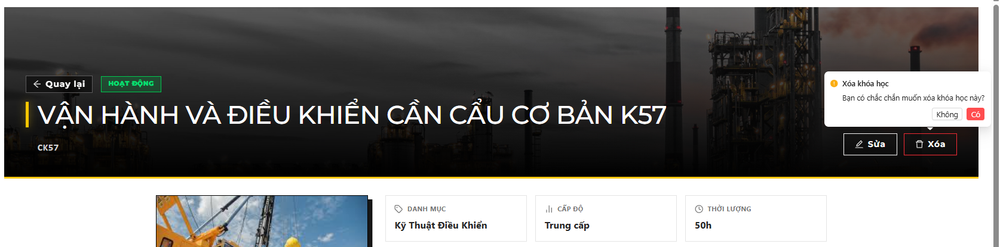 Quay lại
HOẠT ĐỘNG
VẬN HÀNH VÀ ĐIỀU KHIỂN CẦN CẨU CƠ BẢN K57
CK57
Xóa khóa học
Bạn có chắc chắn muốn xóa khóa học này?
Không
Có
Sửa
Xóa
DANH MỤC
Kỹ Thuật Điều Khiển
CẤP ĐỘ
Trung cấp
THỜI LƯỢNG
50h